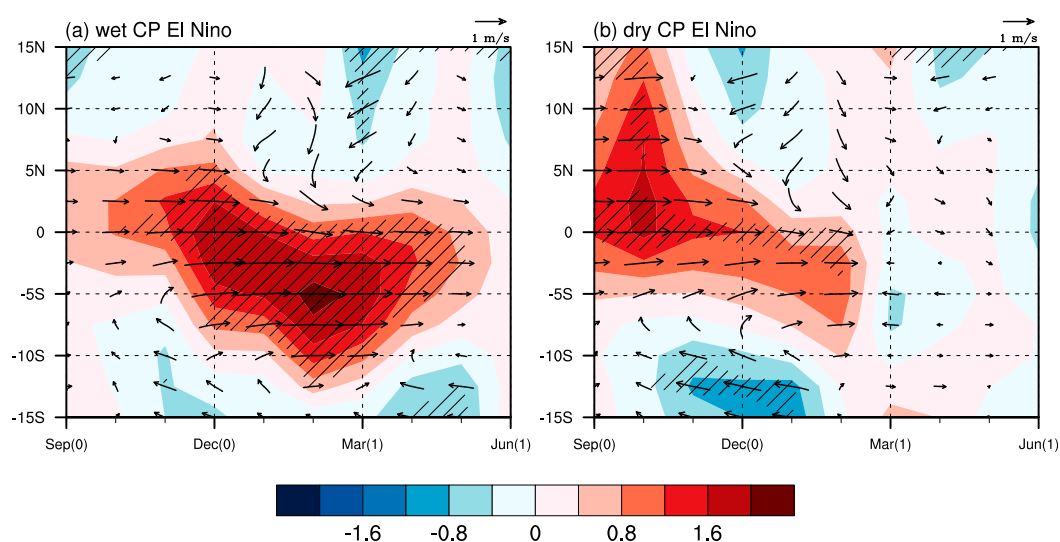 (a) wet CP El Nino
1 m/s
(b) dry CP El Nino
1 m/s
15N
10N
5N
0
-5S
-10S
-15S
Sep(0) Dec(0) Mar(1) Jun(1)
15N
10N
5N
0
-5S
-10S
-15S
Sep(0) Dec(0) Mar(1) Jun(1)
-1.6 -0.8 0 0.8 1.6